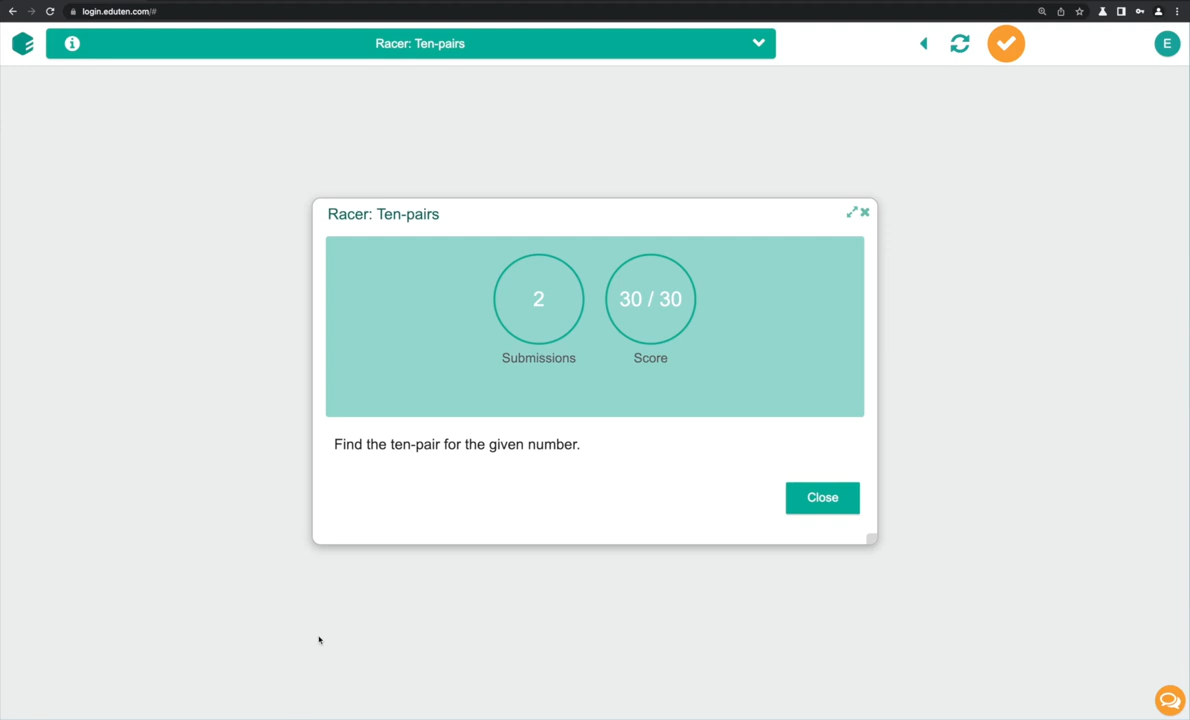 login.eduten.com/#
Racer: Ten-pairs
E
Racer: Ten-pairs
2
30 / 30
Submissions
Score
Find the ten-pair for the given number.
Close